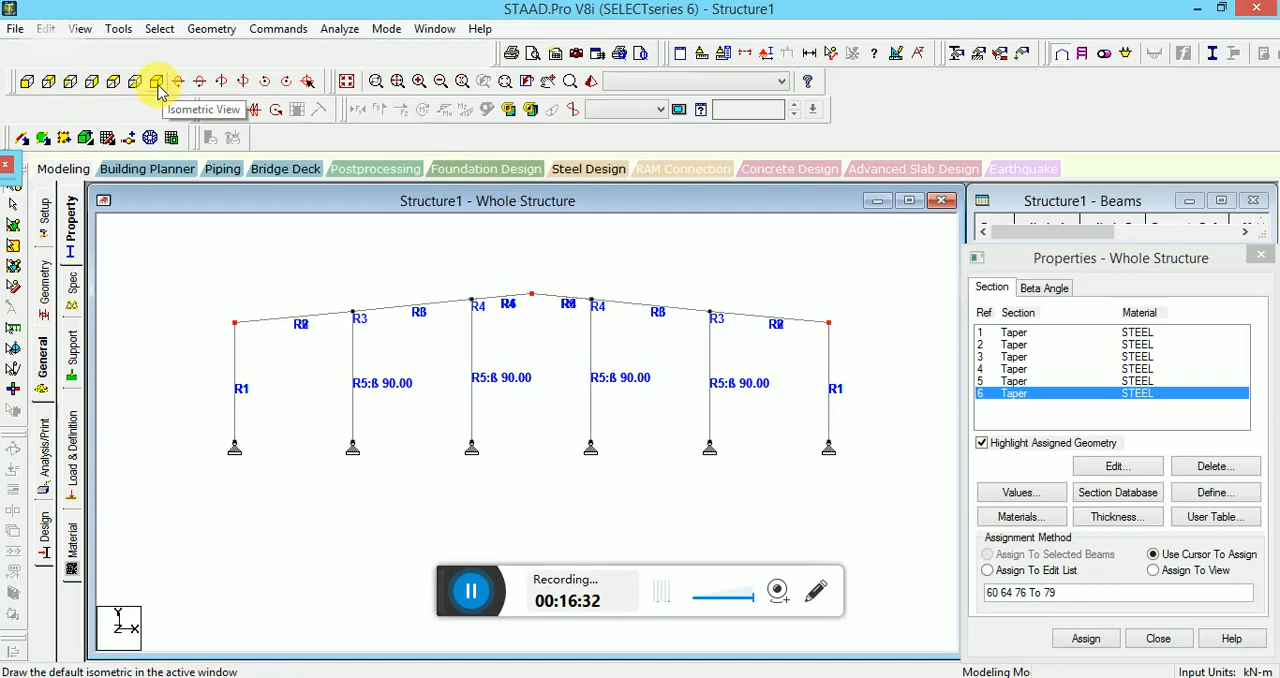 STAAD.Pro V8i (SELECTseries 6) - Structure1
File Edit View Tools Select Geometry Commands Analyze Mode Window Help
Isometric View
Modeling Building Planner Piping Bridge Deck Postprocessing Foundation Design Steel Design RAM Connection Concrete Design Advanced Slab Design Earthquake
Setup
Geometry
General
Analysis/Print
Design
Property
Spec
Support
Load & Definition
Material
Structure1 - Whole Structure
R4 R4
R3 R3
R1 R5:ß 90.00 R5:ß 90.00 R5:ß 90.00 R5:ß 90.00 R1
Y
Z X
Recording...
00:16:32
Structure1 - Beams
Properties - Whole Structure
Section Beta Angle
Ref Section Material
1 Taper STEEL
2 Taper STEEL
3 Taper STEEL
4 Taper STEEL
5 Taper STEEL
6 Taper STEEL
Highlight Assigned Geometry
Edit... Delete...
Values... Section Database Define...
Materials... Thickness... User Table...
Assignment Method
Assign To Selected Beams Use Cursor To Assign
Assign To Edit List Assign To View
60 64 76 To 79
Assign Close Help
Draw the default isometric in the active window Modeling Mo Input Units: kN-m